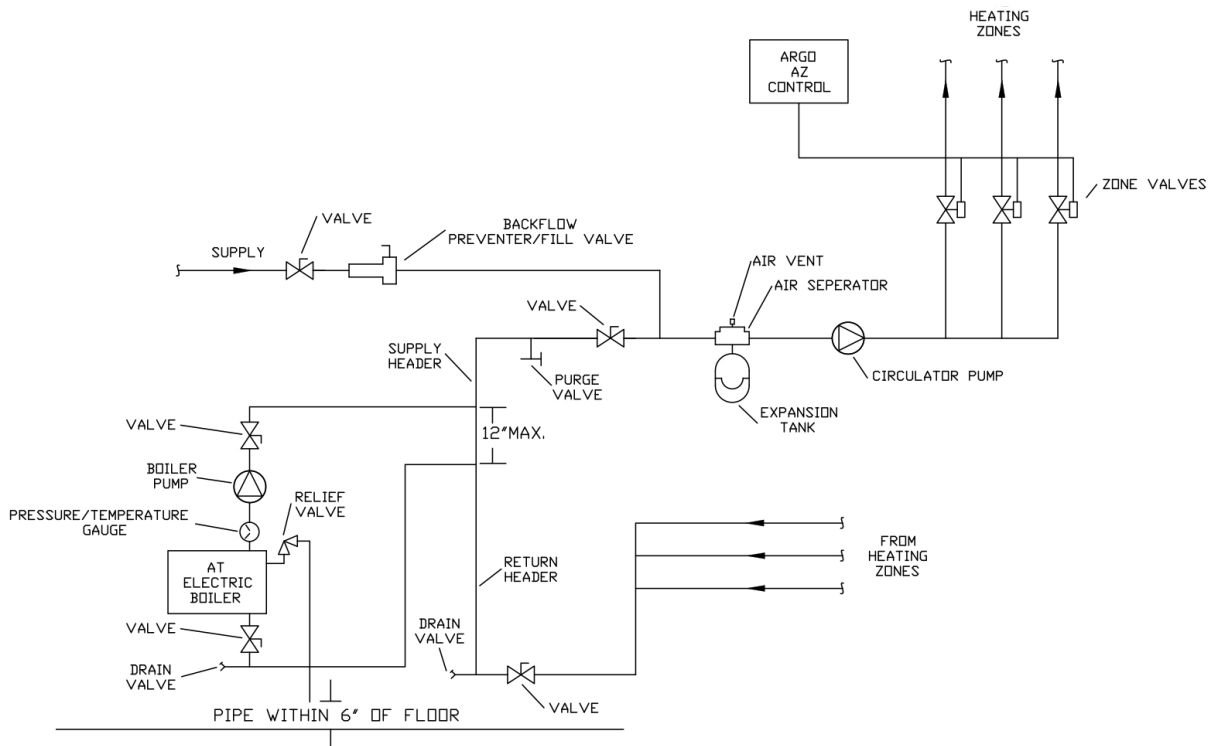 HEATING
ZONES
ARGO
AZ
CONTROL
ZONE VALVES
VALVE
BACKFLOW
PREVENTER/FILL VALVE
SUPPLY
AIR VENT
AIR SEPERATOR
VALVE
SUPPLY
HEADER
PURGE
VALVE
CIRCULATOR PUMP
EXPANSION
TANK
VALVE
12"MAX.
BOILER
PUMP
RELIEF
VALVE
PRESSURE/TEMPERATURE
GAUGE
FROM
HEATING
ZONES
AT
ELECTRIC
BOILER
RETURN
HEADER
VALVE
DRAIN
VALVE
DRAIN
VALVE
VALVE
PIPE WITHIN 6" OF FLOOR